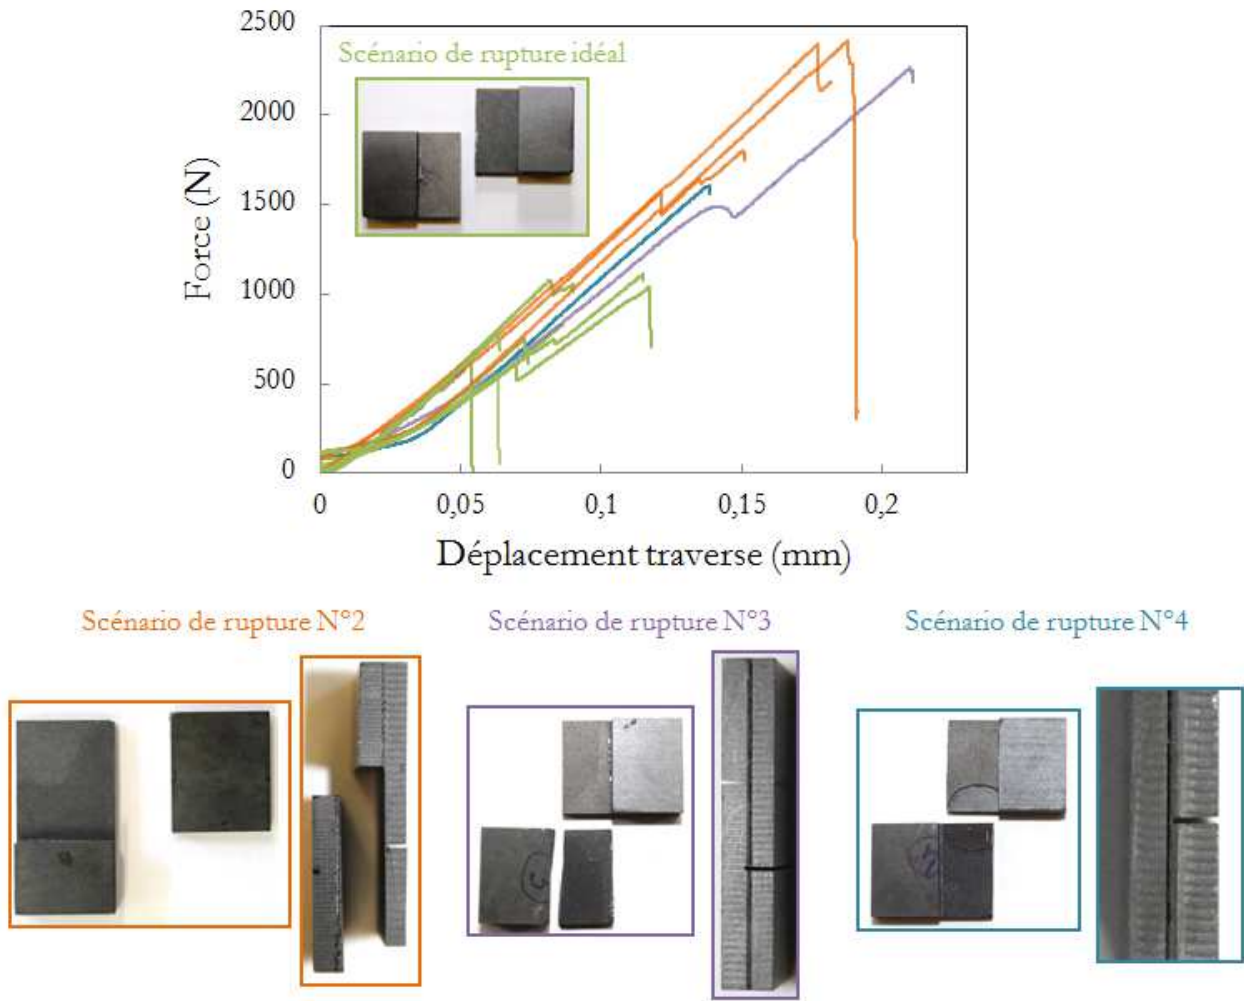 2500
Scénario de rupture idéal
2000
1500
1000
500
0
Force (N)
0
0,05
0,1
0,15
0,2
Déplacement traverse (mm)
Scénario de rupture N°2
Scénario de rupture N°3
Scénario de rupture N°4